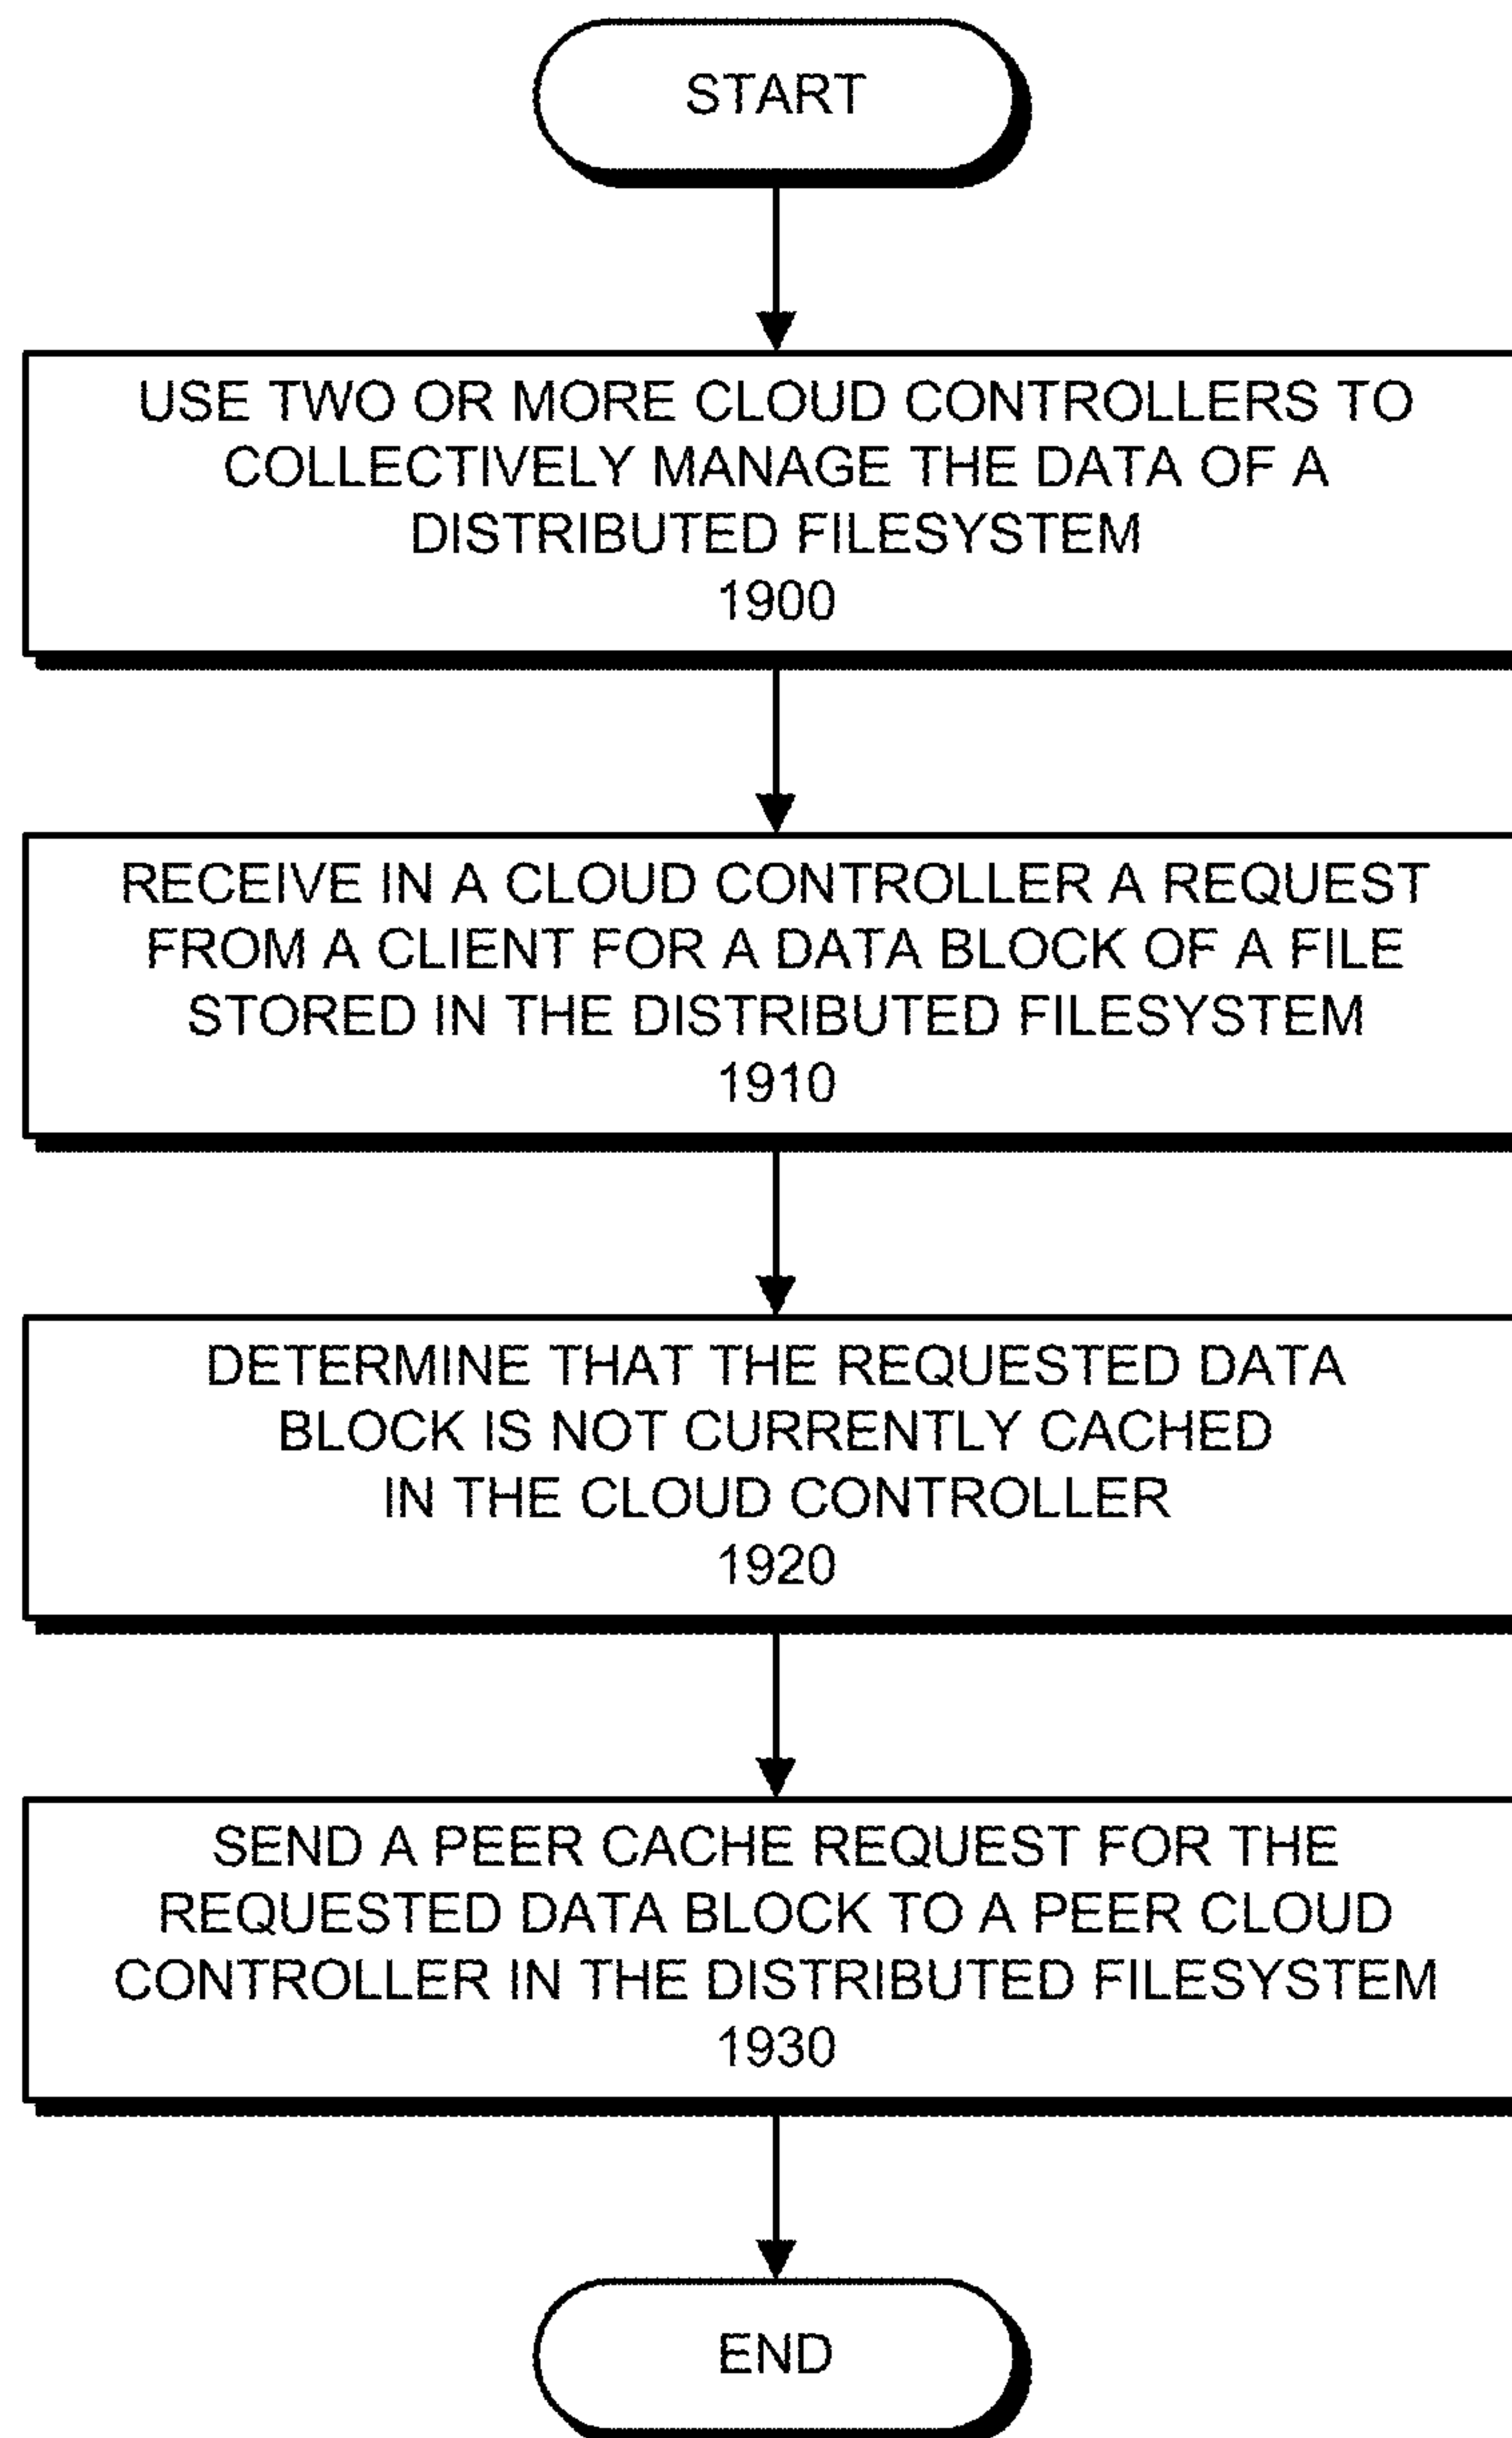 START
USE TWO OR MORE CLOUD CONTROLLERS TO
COLLECTIVELY MANAGE THE DATA OF A
DISTRIBUTED FILESYSTEM
1900
RECEIVE IN A CLOUD CONTROLLER A REQUEST
FROM A CLIENT FOR A DATA BLOCK OF A FILE
STORED IN THE DISTRIBUTED FILESYSTEM
1910
DETERMINE THAT THE REQUESTED DATA
BLOCK IS NOT CURRENTLY CACHED
IN THE CLOUD CONTROLLER
1920
SEND A PEER CACHE REQUEST FOR THE
REQUESTED DATA BLOCK TO A PEER CLOUD
CONTROLLER IN THE DISTRIBUTED FILESYSTEM
1930
END